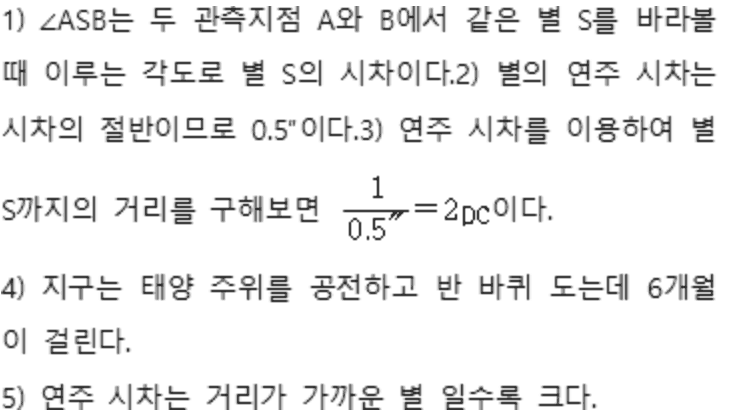 1) ∠ASB는 두 관측지점 A와 B에서 같은 별 S를 바라볼
때 이루는 각도로 별 S의 시차이다.2) 별의 연주 시차는
시차의 절반이므로 0.5"이다.3) 연주 시차를 이용하여 별
S까지의 거리를 구해보면 1/0.5″=2pc이다.
4) 지구는 태양 주위를 공전하고 반 바퀴 도는데 6개월
이 걸린다.
5) 연주 시차는 거리가 가까운 별 일수록 크다.